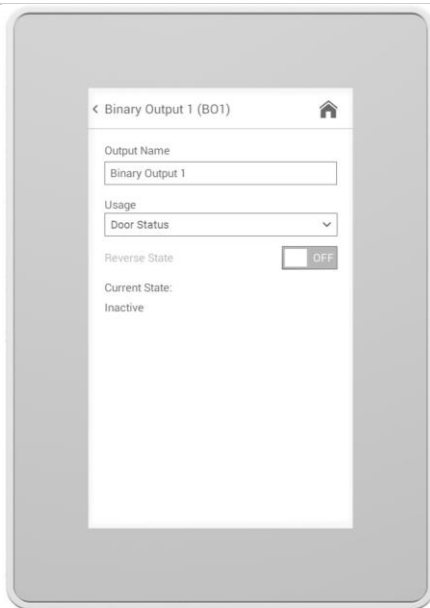 Binary Output 1 (BO1)
Output Name
Binary Output 1
Usage
Door Status
Reverse State
OFF
Current State:
Inactive